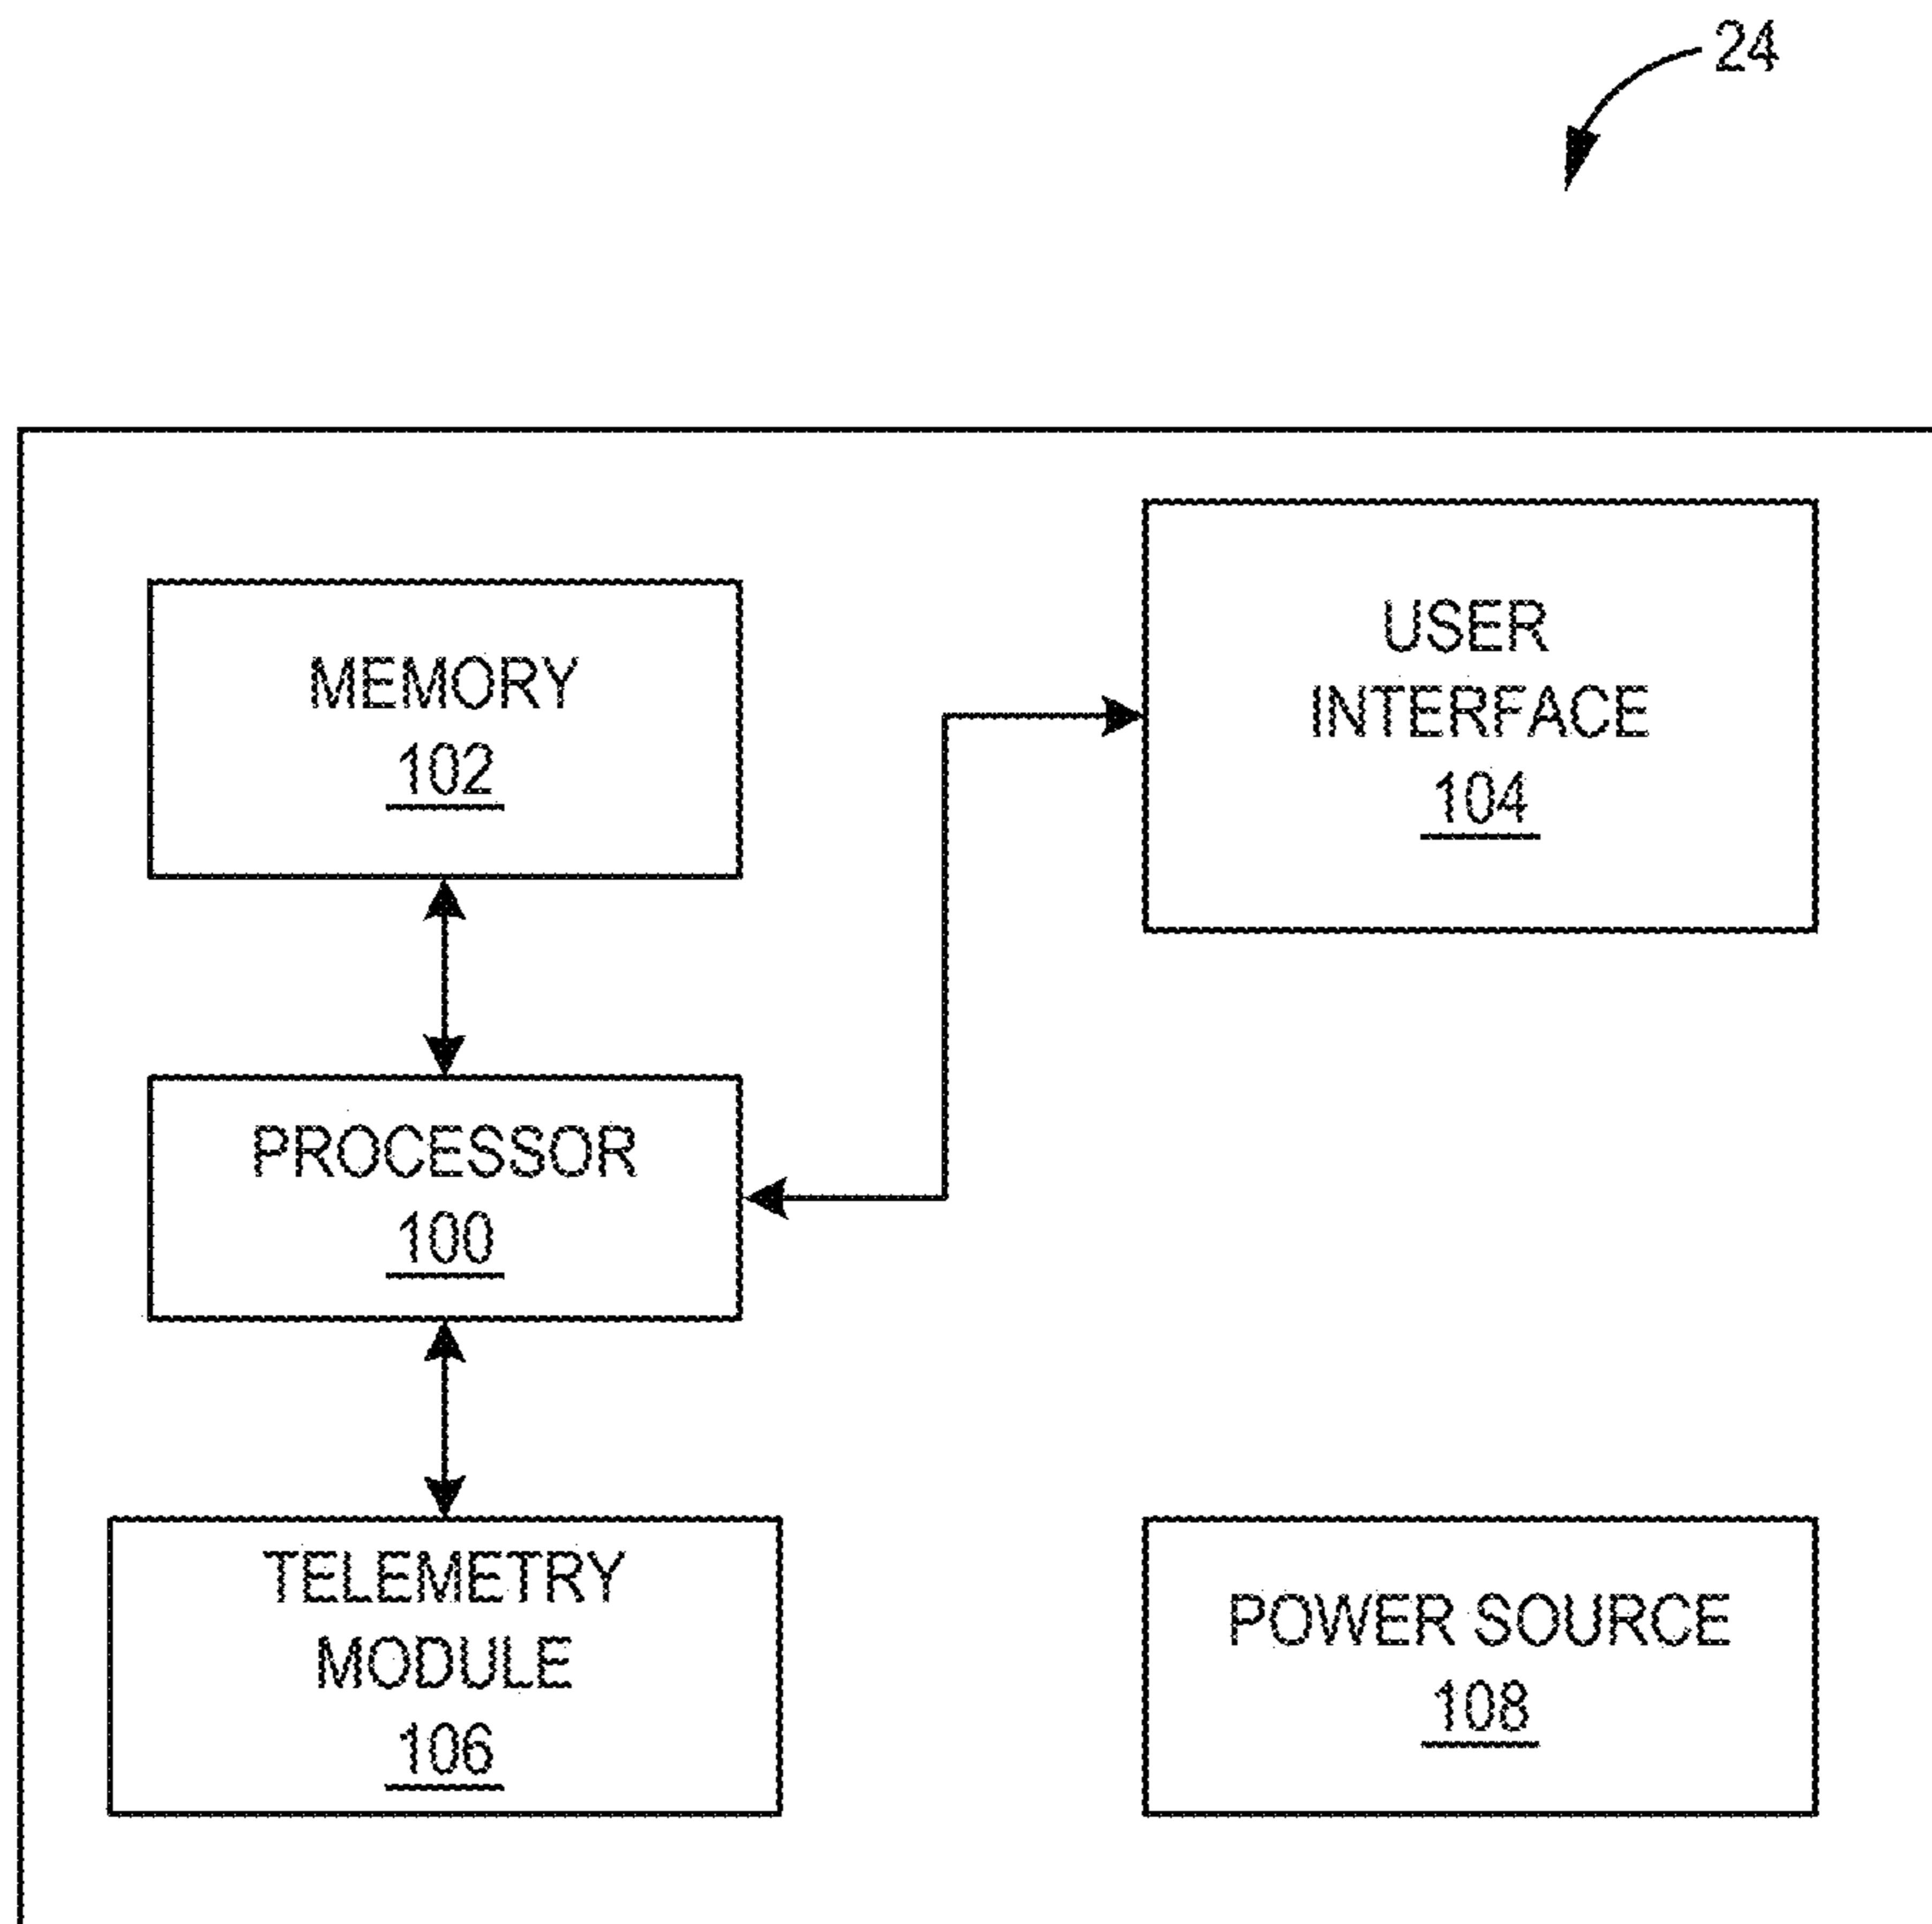 24
MEMORY
102
USER
INTERFACE
104
PROCESSOR
100
TELEMETRY
MODULE
106
POWER SOURCE
108